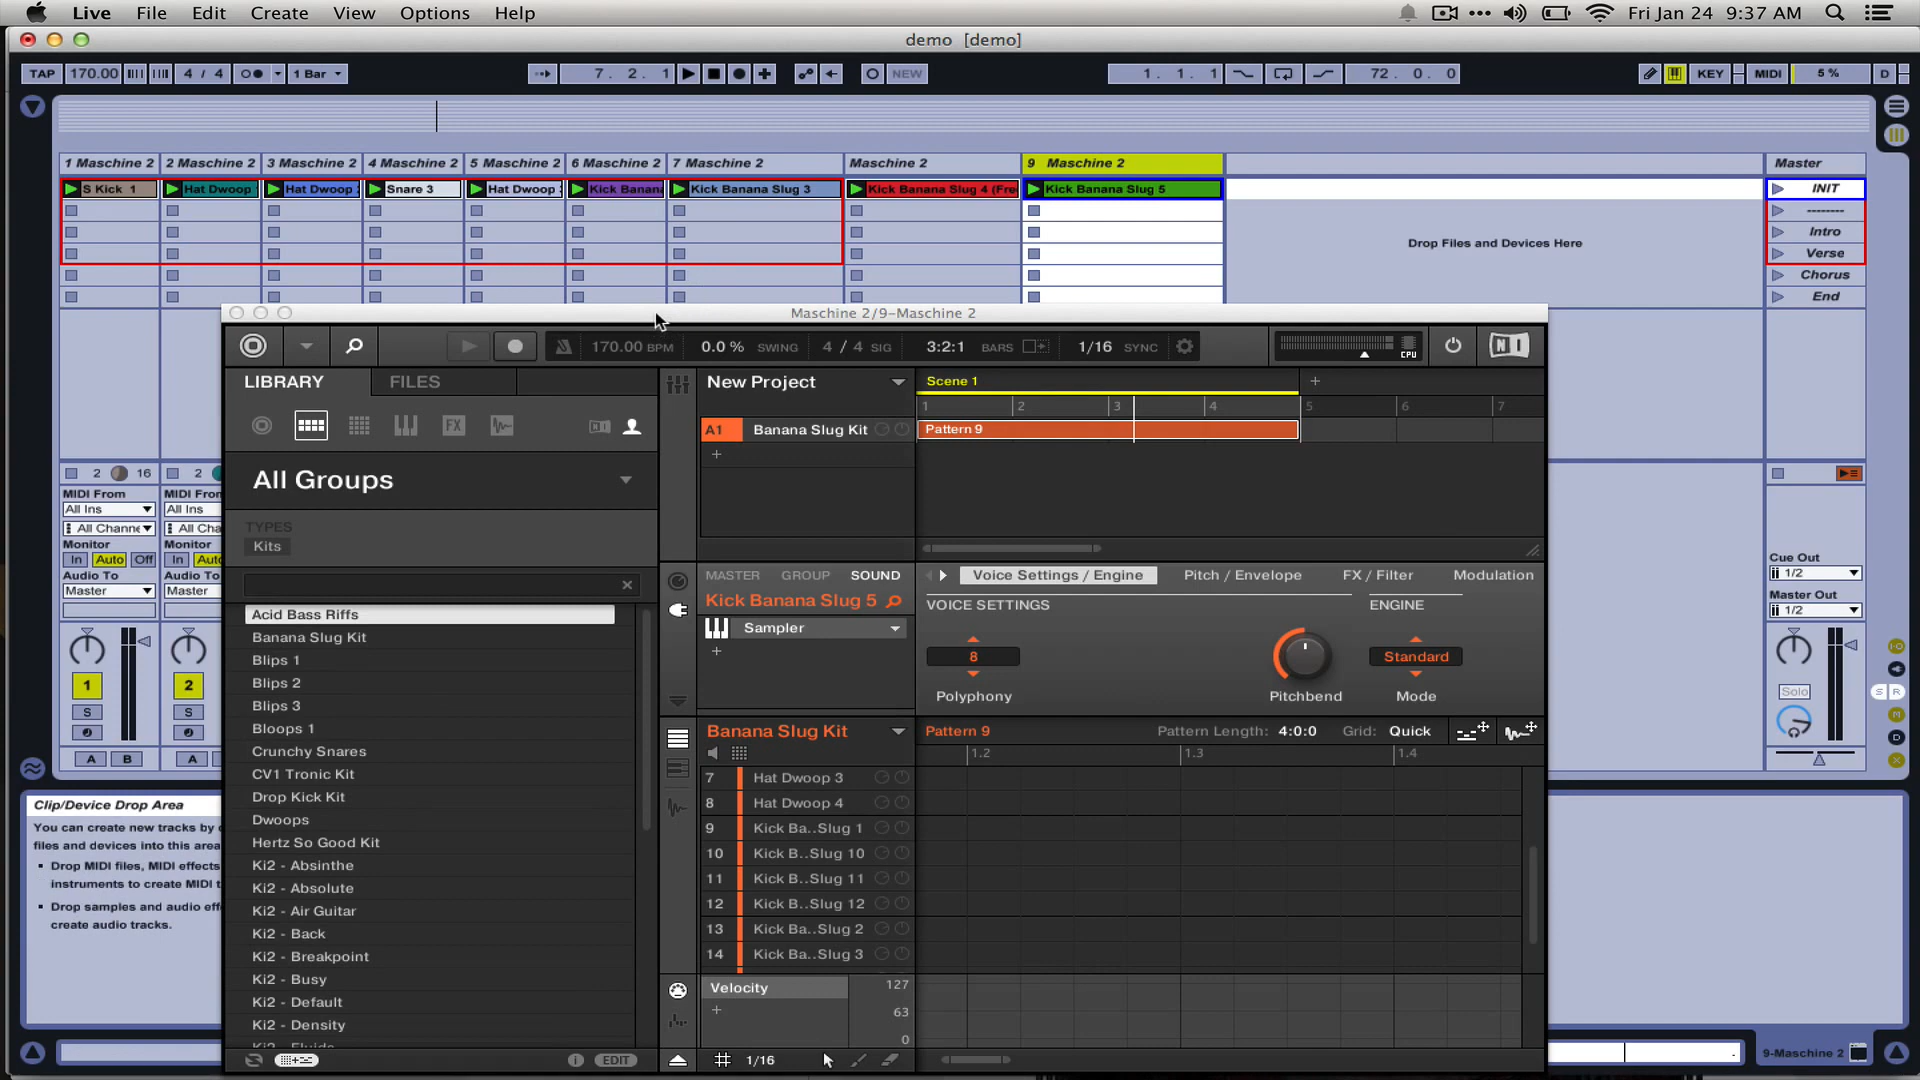 Live File Edit Create View Options Help Fri Jan 24 9:37 AM
demo [demo]
TAP 170.00 4 / 4 1 Bar 7. 2. 1 NEW 1. 1. 1 72. 0. 0 KEY MIDI 5 % D
1 Maschine 2 2 Maschine 2 3 Maschine 2 4 Maschine 2 5 Maschine 2 6 Maschine 2 7 Maschine 2 Maschine 2 9 Maschine 2 Master
S Kick 1 Hat Dwoop Hat Dwoop Snare 3 Hat Dwoop Kick Banan Kick Banana Slug 3 Kick Banana Slug 4 (Fre Kick Banana Slug 5 INIT
--------
Intro
Drop Files and Devices Here
Verse
Chorus
End
Maschine 2/9-Maschine 2
170.00 BPM 0.0 % SWING 4 / 4 SIG 3:2:1 BARS 1/16 SYNC CPU
LIBRARY FILES
New Project
Scene 1
1 2 3 4 5 6 7
A1 Banana Slug Kit
Pattern 9
All Groups
TYPES
Kits
2 16 2
MIDI From
All Ins
All Channe
Monitor
In Auto Off
Audio To
Master
MIDI From
All Ins
All Chann
Monitor
In Auto
Audio To
Master
Cue Out
1/2
Master Out
1/2
Solo
1 2
S S
A B A
MASTER GROUP SOUND
Kick Banana Slug 5
Sampler
Voice Settings / Engine Pitch / Envelope FX / Filter Modulation
VOICE SETTINGS ENGINE
8 Standard
Polyphony Pitchbend Mode
Acid Bass Riffs
Banana Slug Kit
Blips 1
Blips 2
Blips 3
Bloops 1
Crunchy Snares
CV1 Tronic Kit
Drop Kick Kit
Dwoops
Hertz So Good Kit
Ki2 - Absinthe
Ki2 - Absolute
Ki2 - Air Guitar
Ki2 - Back
Ki2 - Breakpoint
Ki2 - Busy
Ki2 - Default
Ki2 - Density
EDIT
Banana Slug Kit
Pattern 9 Pattern Length: 4:0:0 Grid: Quick
1.2 1.3 1.4
7 Hat Dwoop 3
8 Hat Dwoop 4
9 Kick Ba..Slug 1
10 Kick B..Slug 10
11 Kick B..Slug 11
12 Kick B..Slug 12
13 Kick Ba..Slug 2
14 Kick Ba..Slug 3
Velocity 127
63
0
1/16
Clip/Device Drop Area
You can create new tracks by
files and devices into this area
Drop MIDI files, MIDI effects
instruments to create MIDI t
Drop samples and audio effe
create audio tracks.
9-Maschine 2